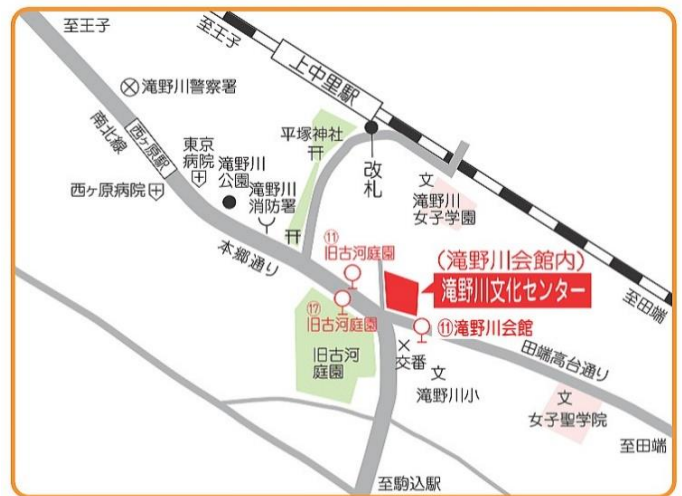 至王子
至王子
上中里駅
滝野川警察署
南北線
西ヶ原駅
平塚神社
東京
病院
滝野川
公園
改札
文
滝野川
女子学園
西ヶ原病院
滝野川
消防署
本郷通り
⑪
旧古河庭園
(滝野川会館内)
滝野川文化センター
至田端
⑰
旧古河庭園
⑪滝野川会館
旧古河
庭園
交番
田端高台通り
文
滝野川小
文
女子聖学院
至田端
至駒込駅